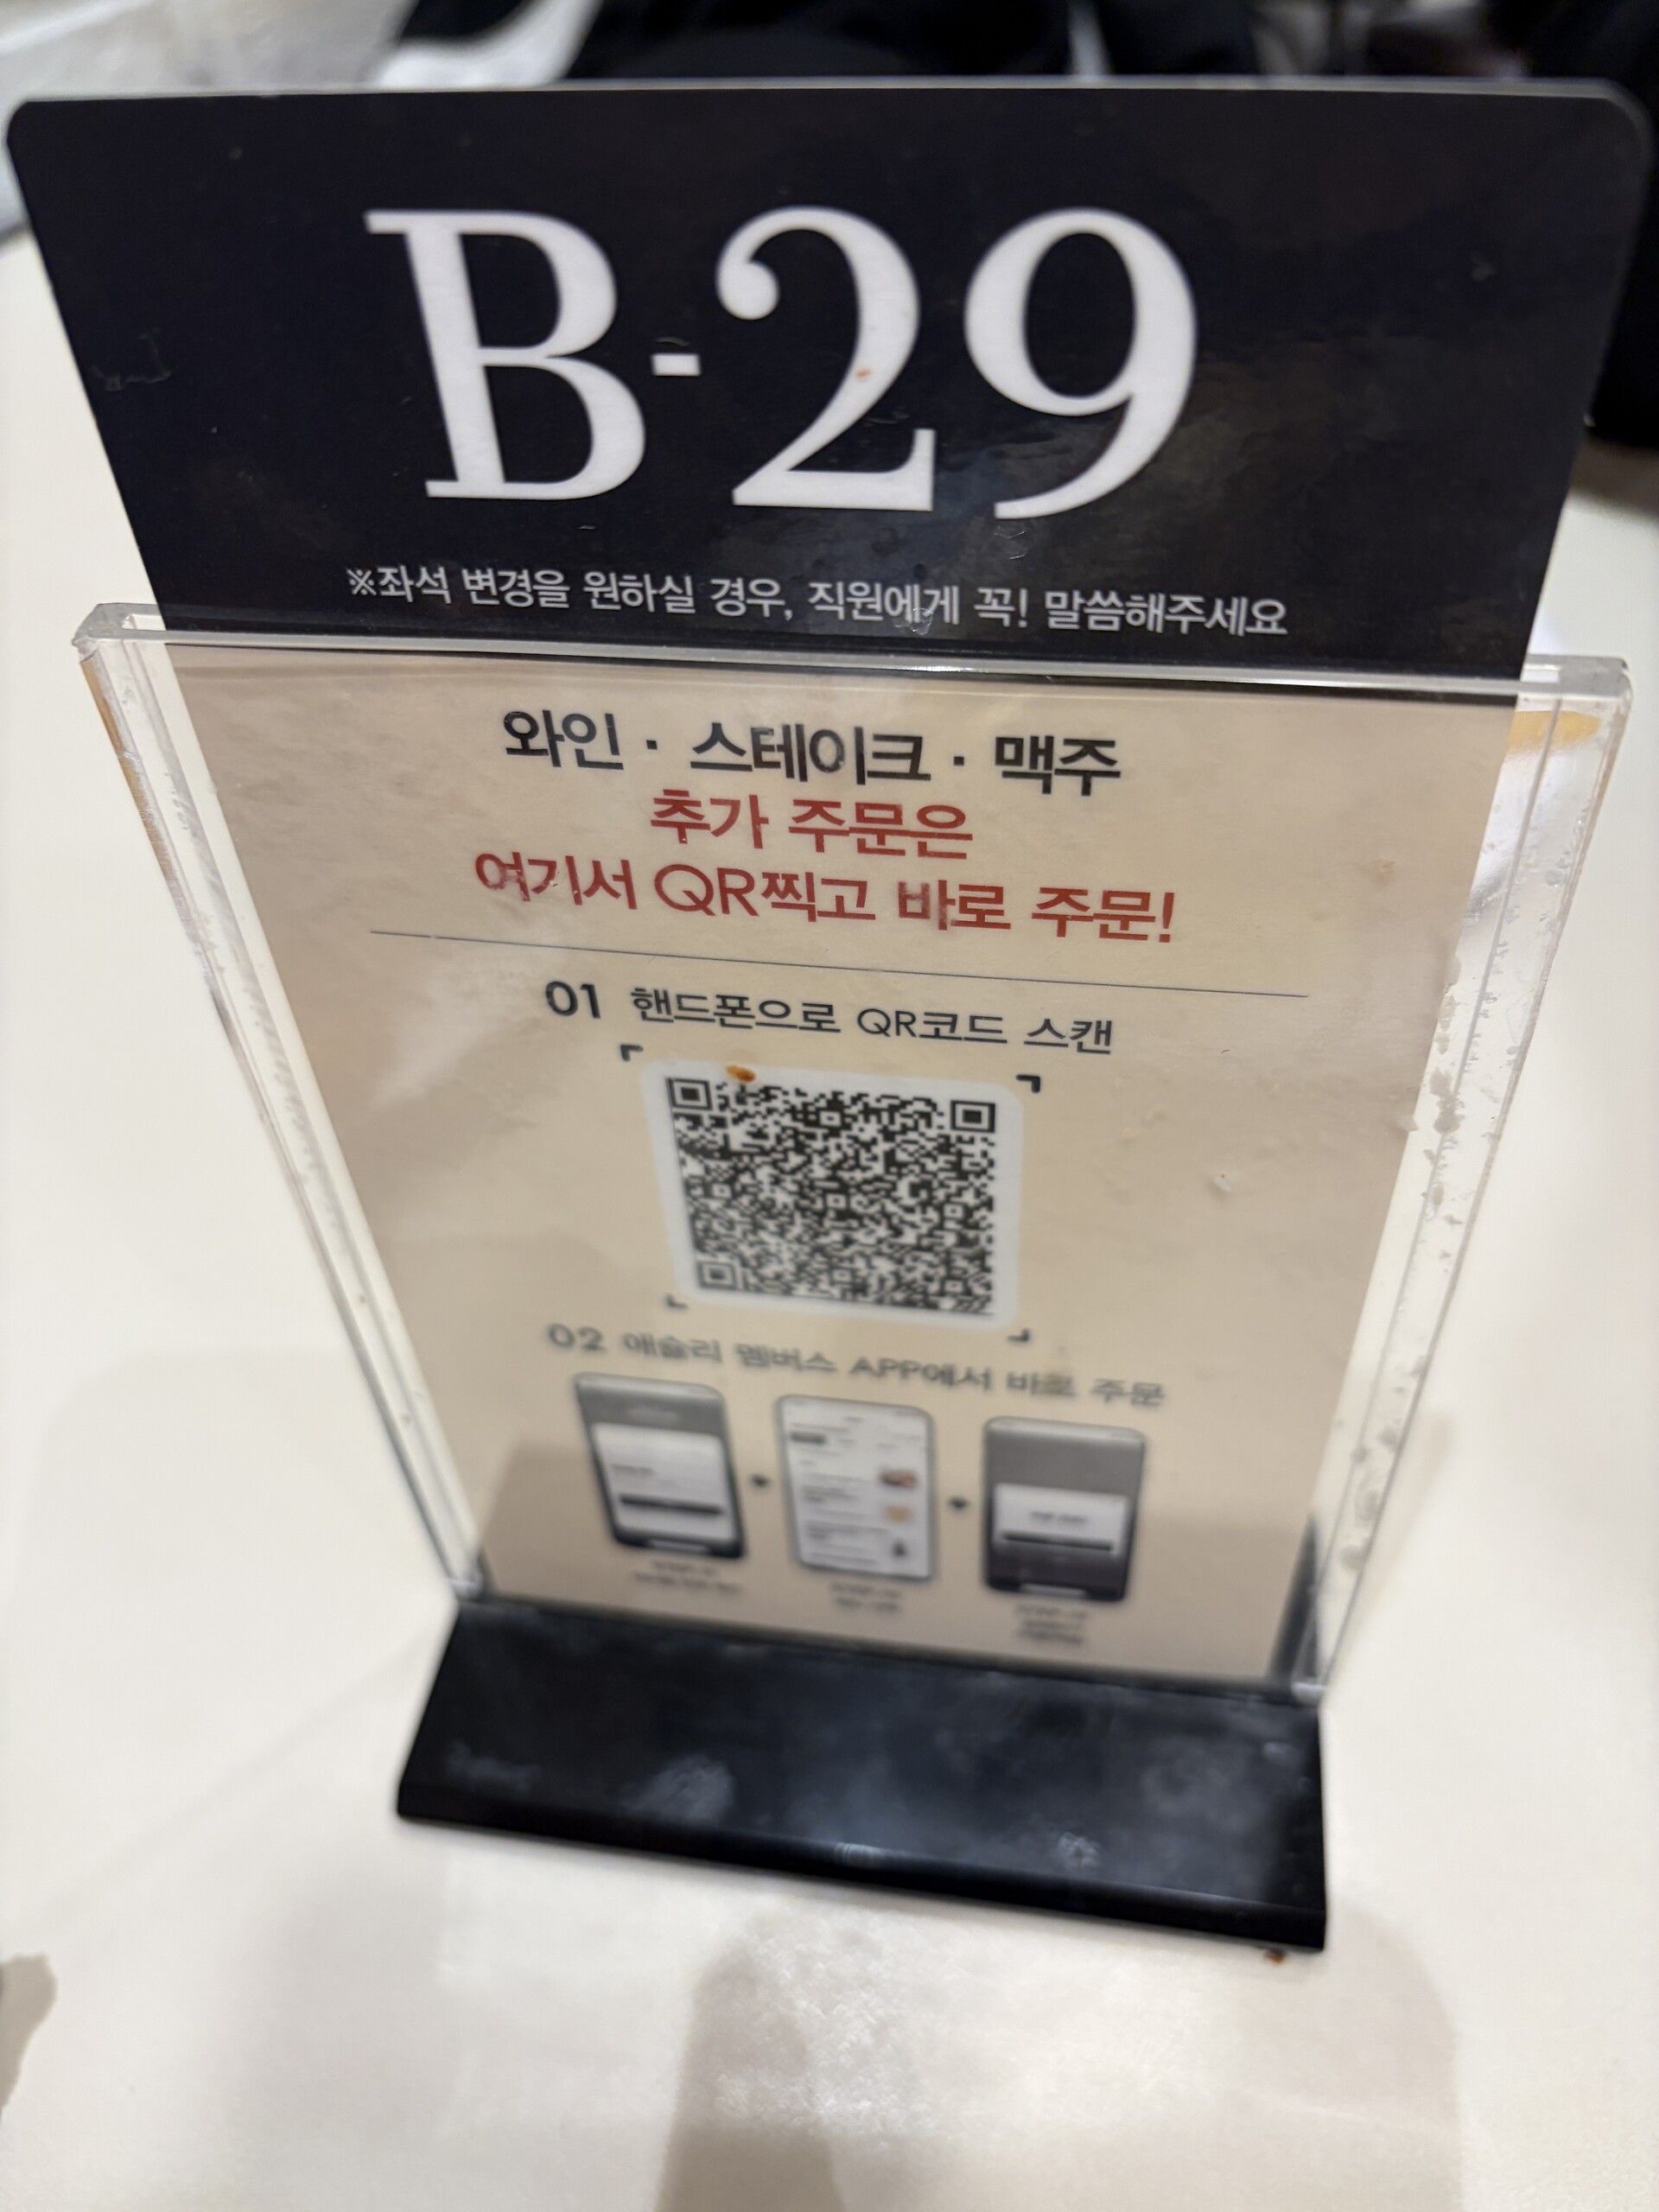 B-29
※좌석 변경을 원하실 경우, 직원에게 꼭! 말씀해주세요
와인 · 스테이크 · 맥주
추가 주문은
여기서 QR찍고 바로 주문!
01 핸드폰으로 QR코드 스캔
02 애슐리 멤버스 APP에서 바로 주문